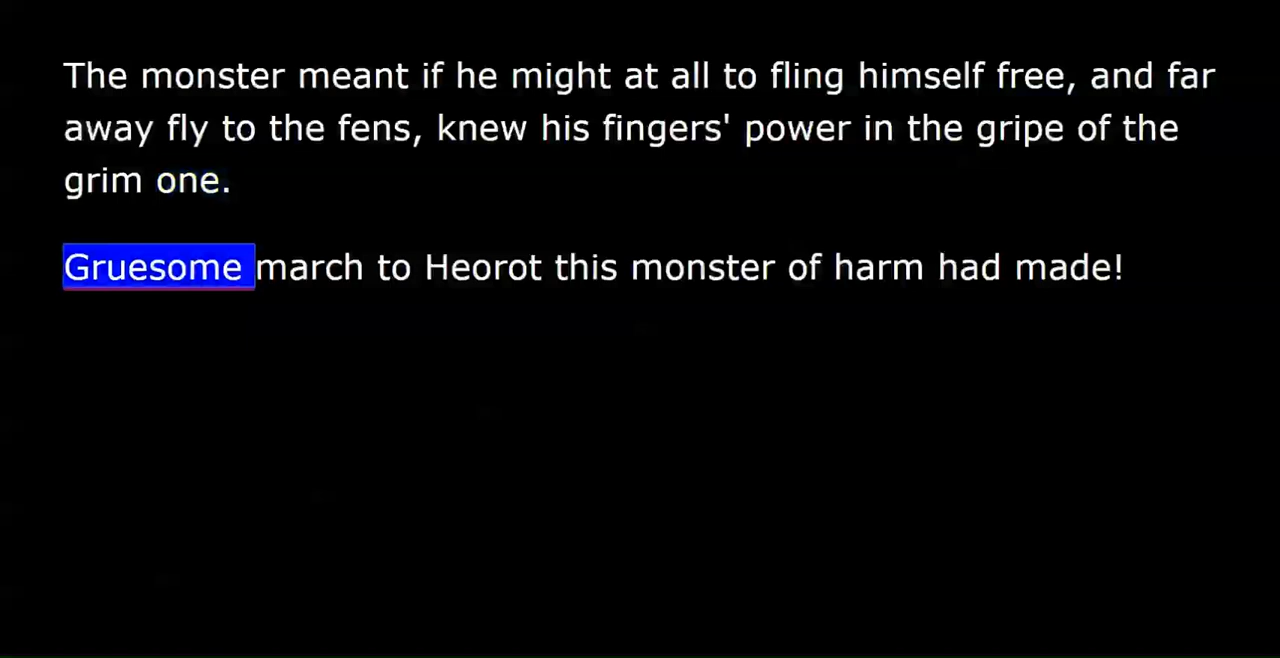 The monster meant if he might at all to fling himself free, and far
away fly to the fens, knew his fingers' power in the gripe of the
grim one.
Gruesome march to Heorot this monster of harm had made!